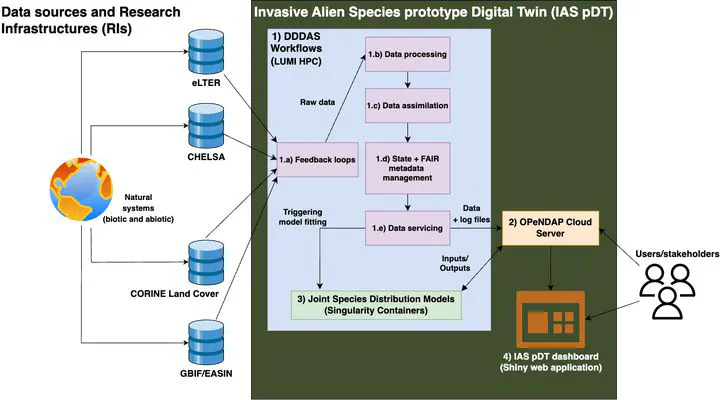 Data sources and Research
Infrastructures (RIs)
Invasive Alien Species prototype Digital Twin (IAS pDT)
1) DDDAS
Workflows
(LUMI HPC)
1.b) Data processing
eLTER
Raw data
1.c) Data assimilation
CHELSA
1.a) Feedback loops
1.d) State + FAIR
metadata
management
Natural
systems
(biotic and abiotic)
Triggering
model fitting
1.e) Data servicing
Data
+ log files
2) OPeNDAP Cloud
Server
Inputs/
Outputs
Users/stakeholders
CORINE Land Cover
3) Joint Species Distribution Models
(Singularity Containers)
GBIF/EASIN
4) IAS pDT dashboard
(Shiny web application)